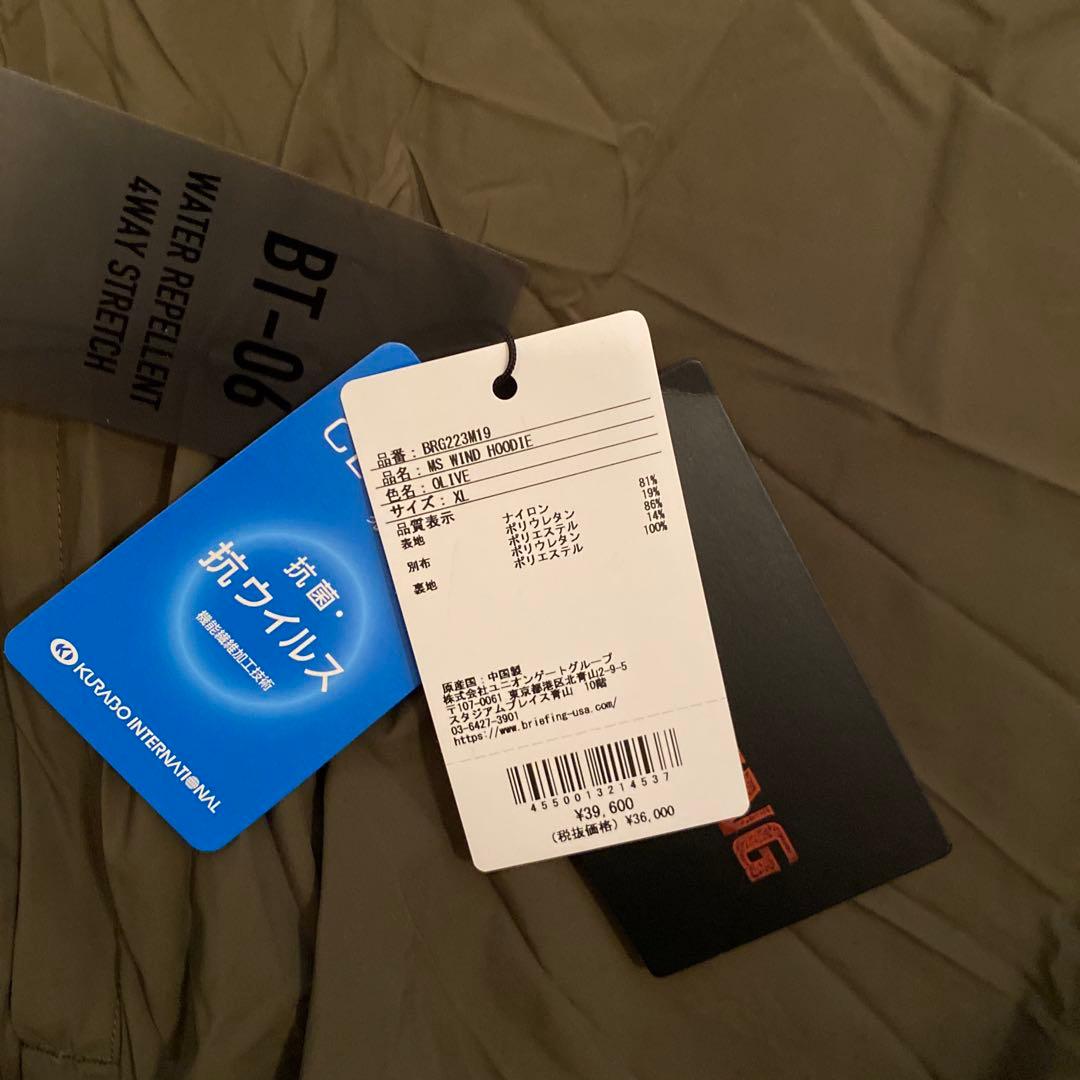 BT-06
WATER REPELLENT
4WAY STRETCH
抗菌・
抗ウイルス
機能繊維加工技術
KURABO INTERNATIONAL
品番：BRG223M19
品名：MS WIND HOODIE
色名：OLIVE
サイズ：XL
品質表示
表地 ナイロン 81%
ポリウレタン 19%
別布 ポリエステル 86%
ポリウレタン 14%
裏地 ポリエステル 100%
原産国：中国製
株式会社ユニオンゲートグループ
〒107-0061 東京都港区北青山2-9-5
スタジアムプレイス青山 10階
03-6427-3901
https://www.briefing-usa.com/
4550013214537
¥39,600
(税抜価格) ¥36,000